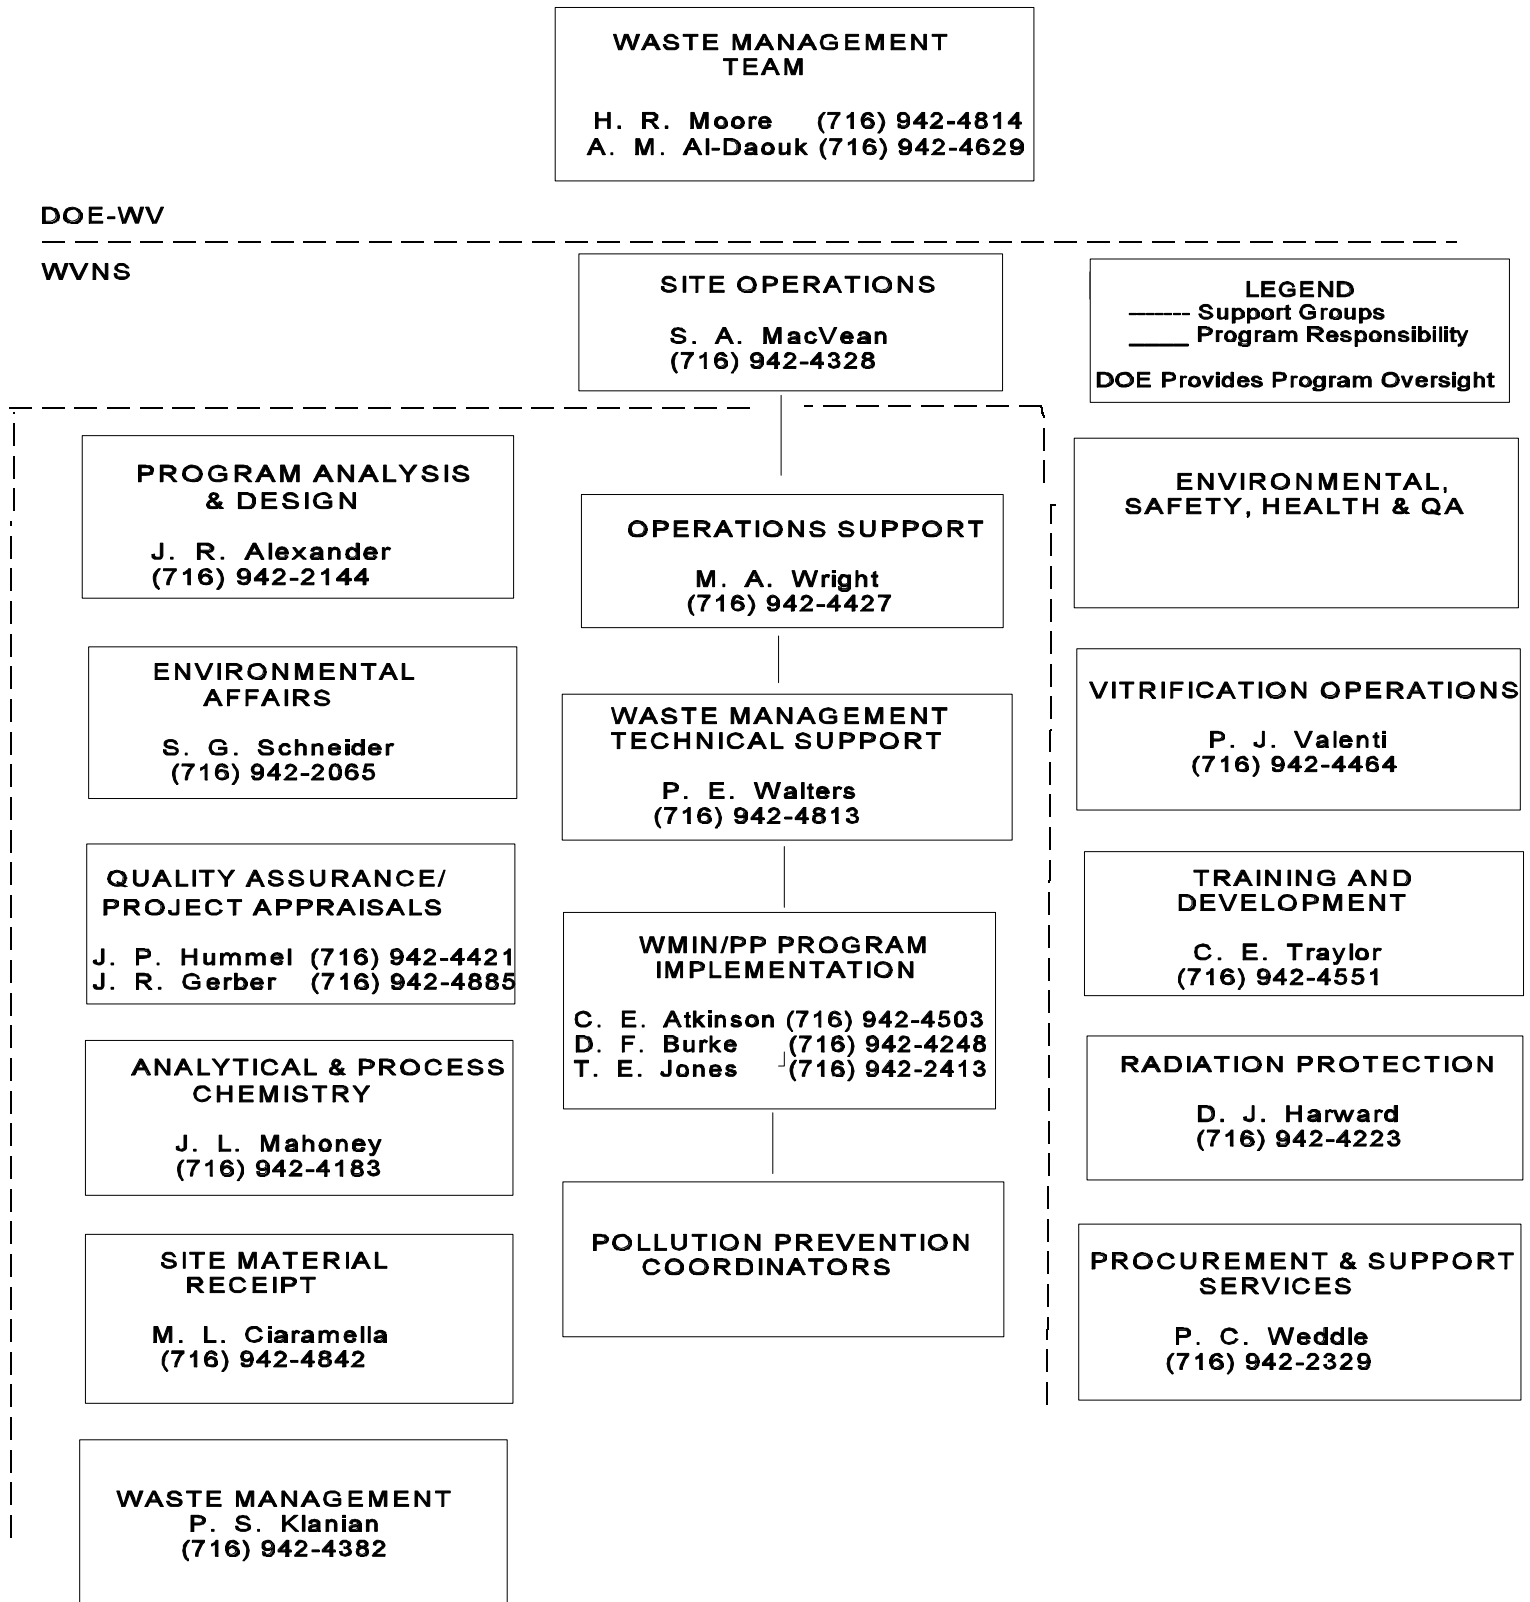 WASTE MANAGEMENT
TEAM
H. R. Moore (716) 942-4814
A. M. Al-Daouk (716) 942-4629
DOE-WV
WVNS
SITE OPERATIONS
S. A. MacVean
(716) 942-4328
LEGEND
Support Groups
Program Responsibility
DOE Provides Program Oversight
PROGRAM ANALYSIS
& DESIGN
J. R. Alexander
(716) 942-2144
ENVIRONMENTAL
AFFAIRS
S. G. Schneider
(716) 942-2065
QUALITY ASSURANCE/
PROJECT APPRAISALS
J. P. Hummel (716) 942-4421
J. R. Gerber (716) 942-4885
ANALYTICAL & PROCESS
CHEMISTRY
J. L. Mahoney
(716) 942-4183
SITE MATERIAL
RECEIPT
M. L. Ciaramella
(716) 942-4842
WASTE MANAGEMENT
P. S. Klanian
(716) 942-4382
OPERATIONS SUPPORT
M. A. Wright
(716) 942-4427
WASTE MANAGEMENT
TECHNICAL SUPPORT
P. E. Walters
(716) 942-4813
WMIN/PP PROGRAM
IMPLEMENTATION
C. E. Atkinson (716) 942-4503
D. F. Burke (716) 942-4248
T. E. Jones (716) 942-2413
POLLUTION PREVENTION
COORDINATORS
ENVIRONMENTAL,
SAFETY, HEALTH & QA
VITRIFICATION OPERATIONS
P. J. Valenti
(716) 942-4464
TRAINING AND
DEVELOPMENT
C. E. Traylor
(716) 942-4551
RADIATION PROTECTION
D. J. Harward
(716) 942-4223
PROCUREMENT & SUPPORT
SERVICES
P. C. Weddle
(716) 942-2329